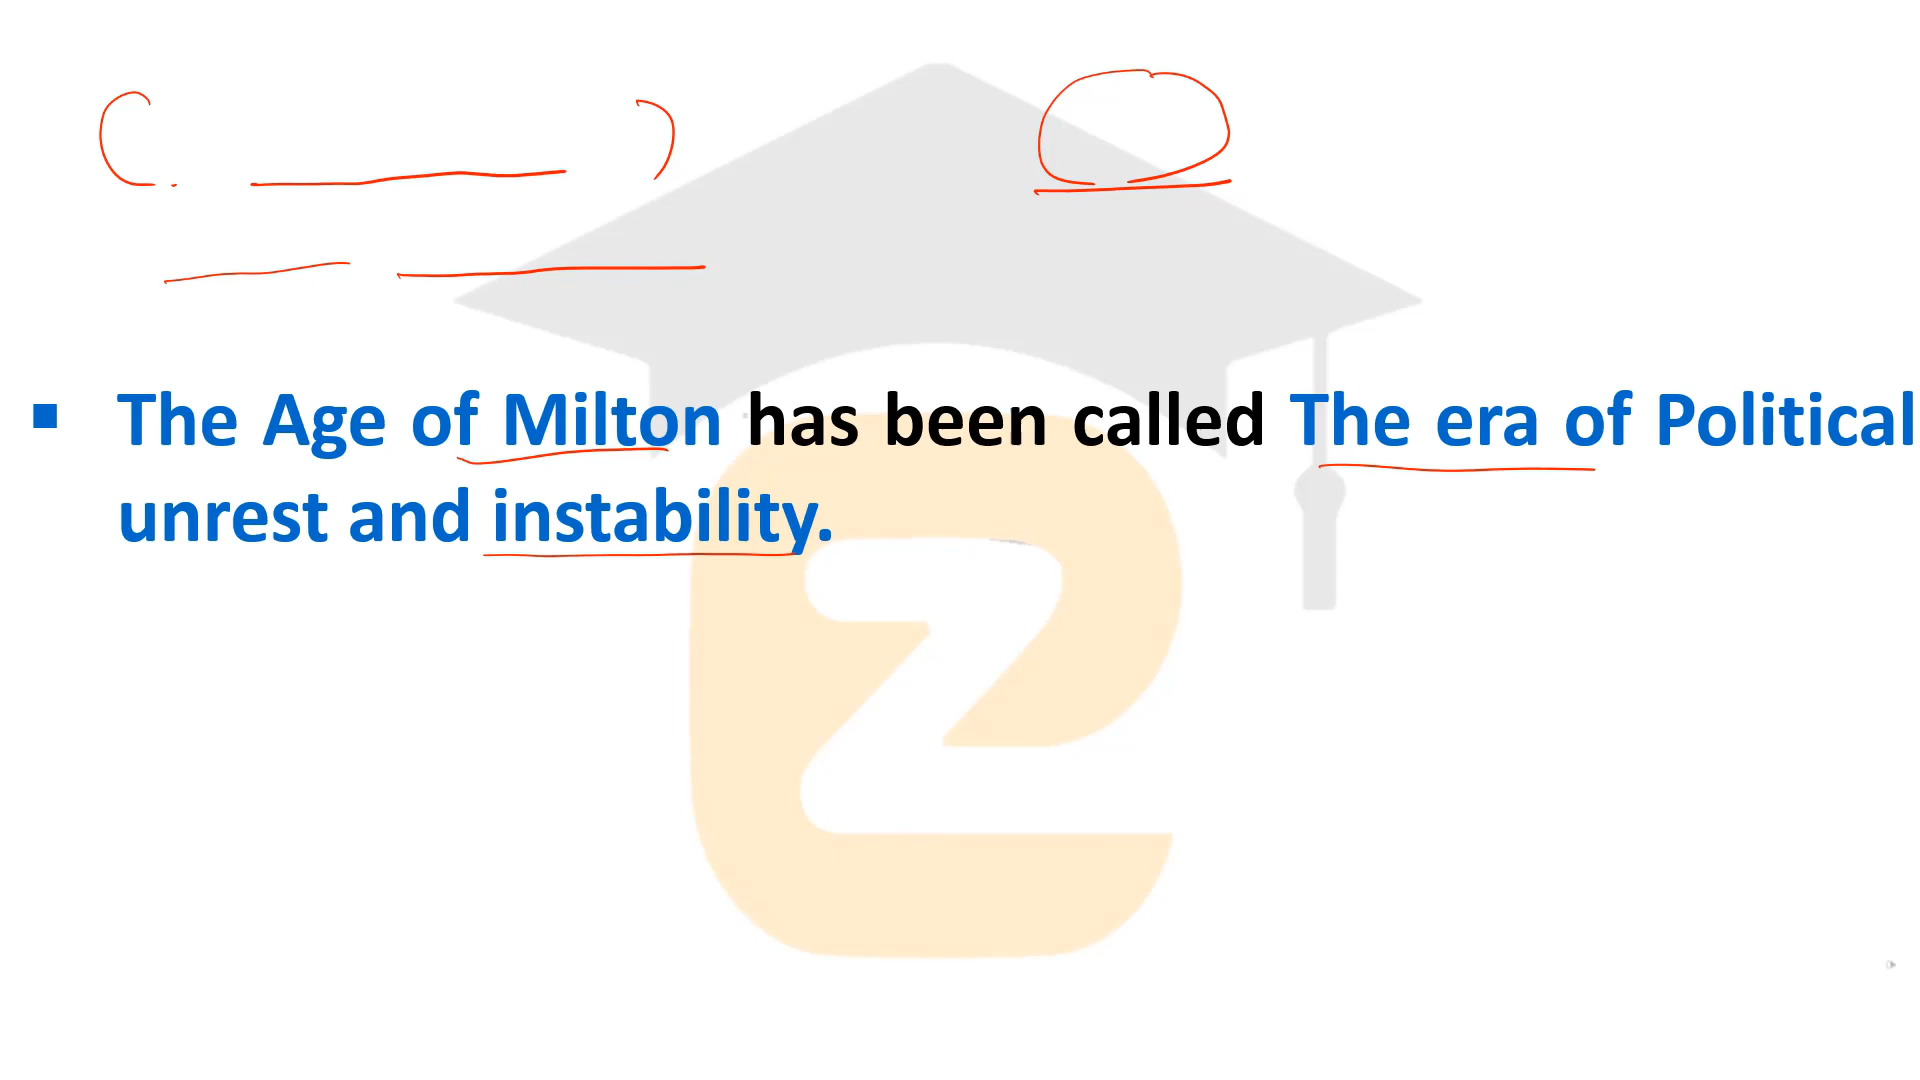 ▪ The Age of Milton has been called The era of Political
unrest and instability.